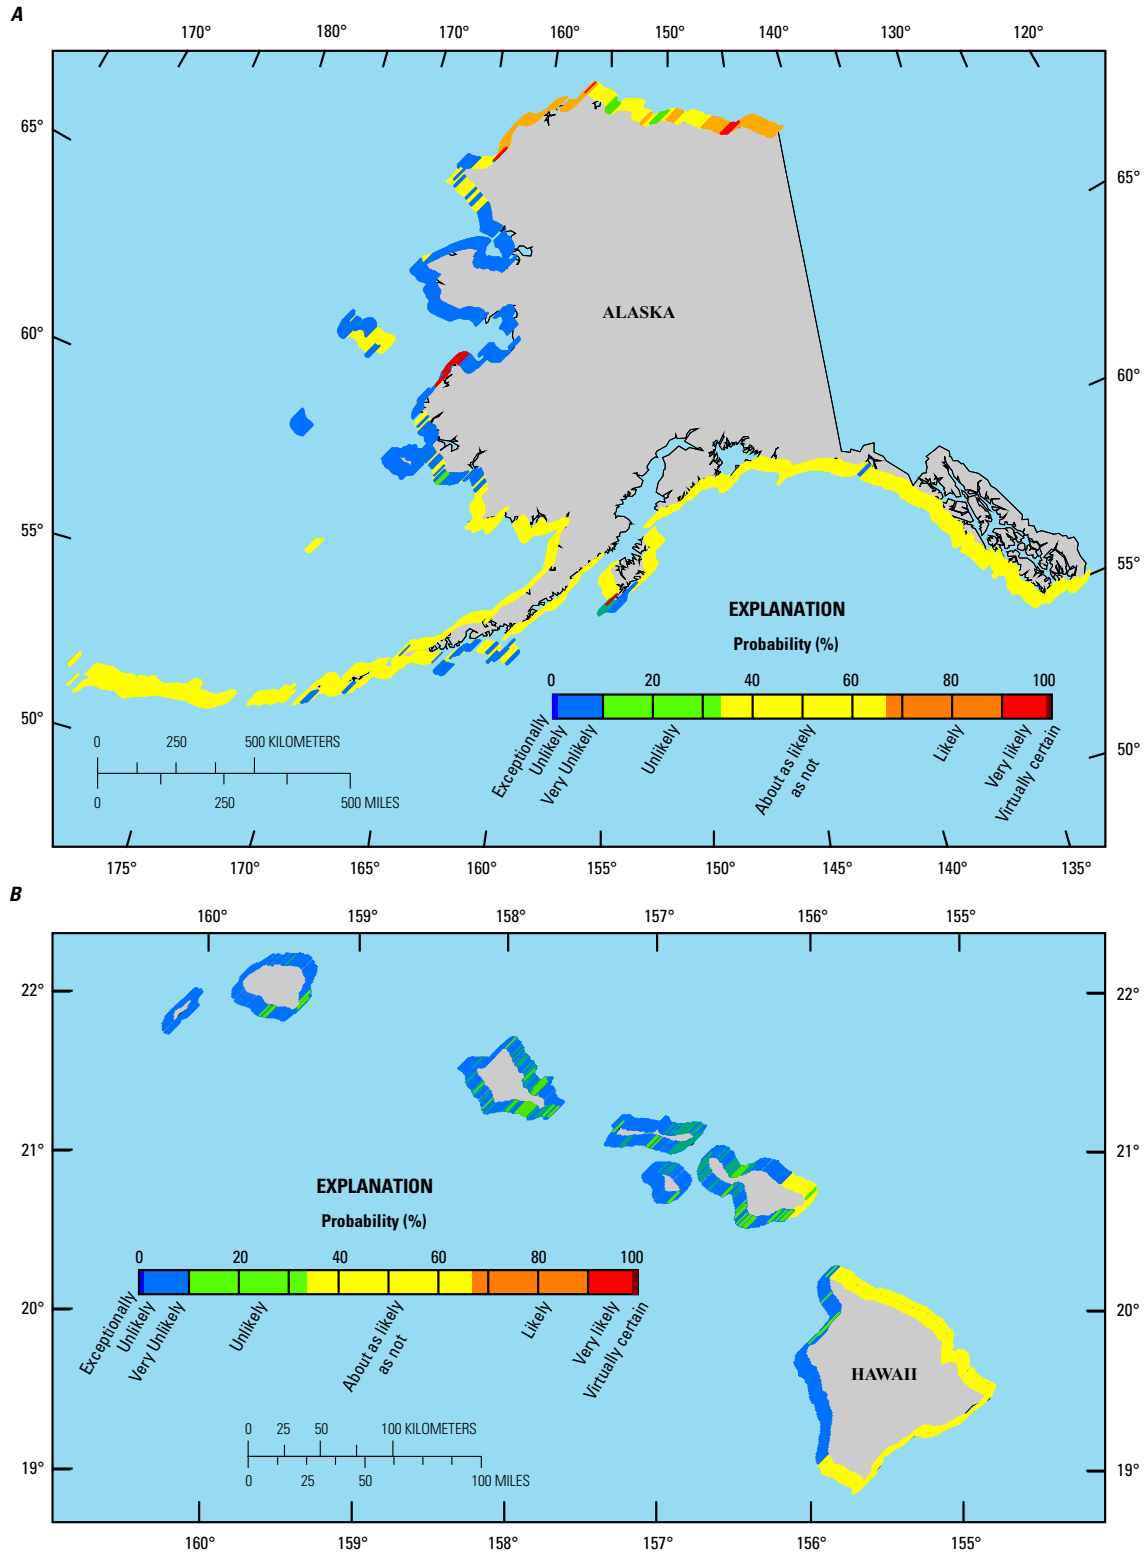 A
170° 180° 170° 160° 150° 140° 130° 120°
65°
65°
ALASKA
60°
60°
55°
55°
EXPLANATION
Probability (%)
0 20 40 60 80 100
Exceptionally
Unlikely
Very Unlikely
Unlikely
About as likely
as not
Likely
Very likely
Virtually certain
50°
50°
0 250 500 KILOMETERS
0 250 500 MILES
175° 170° 165° 160° 155° 150° 145° 140° 135°
B
160° 159° 158° 157° 156° 155°
22°
22°
21°
21°
EXPLANATION
Probability (%)
0 20 40 60 80 100
Exceptionally
Unlikely
Very Unlikely
Unlikely
About as likely
as not
Likely
Very likely
Virtually certain
20°
20°
HAWAII
0 25 50 100 KILOMETERS
0 25 50 100 MILES
19°
19°
160° 159° 158° 157° 156° 155°